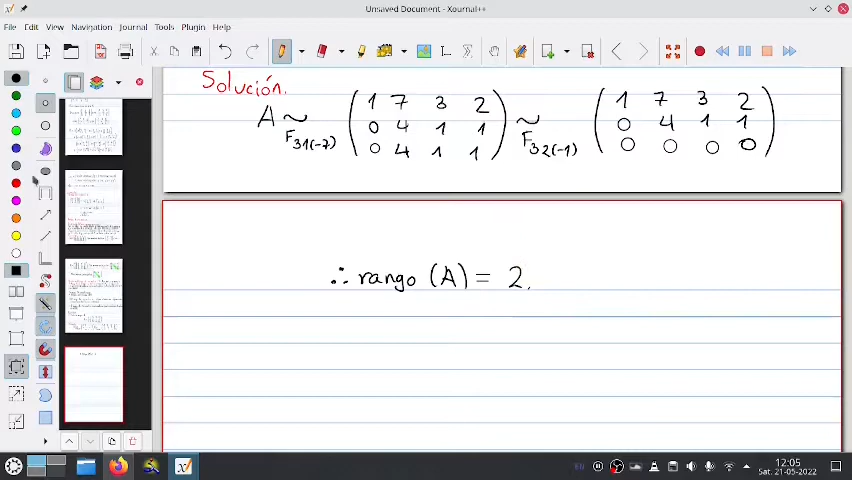 Unsaved Document - Xournal++
File Edit View Navigation Journal Tools Plugin Help
Solución.
A ~ F31(-7) (1 7 3 2) ~ F32(-1) (1 7 3 2)
0 4 1 1 0 4 1 1
0 4 1 1 0 0 0 0
∴ rango (A) = 2.
EN
12:05
Sat. 21-05-2022